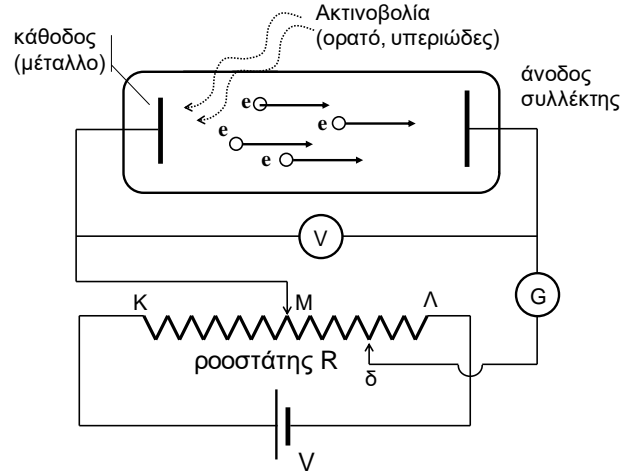 Ακτινοβολία
(ορατό, υπεριώδες)
κάθοδος
(μέταλλο)
άνοδος
συλλέκτης
e
e
e
e
V
G
Κ
Μ
Λ
ροοστάτης R
δ
V